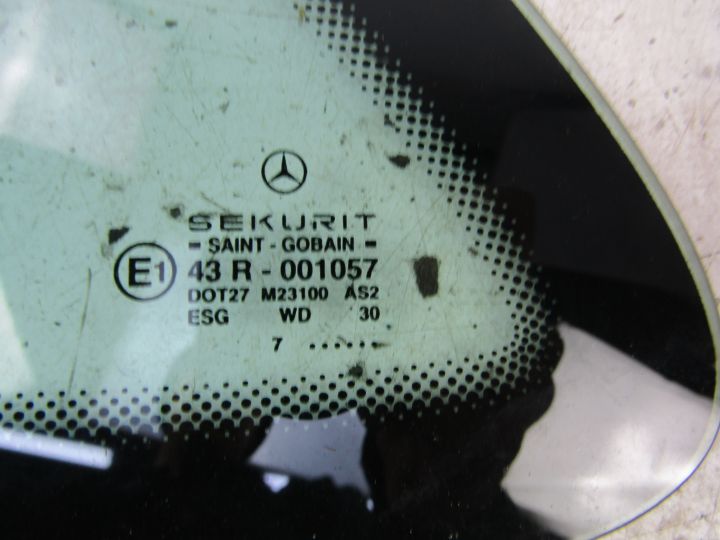 SEKURIT
SAINT - GOBAIN
E1 43 R - 001057
DOT27 M23100 AS2
ESG WD 30
7 ......